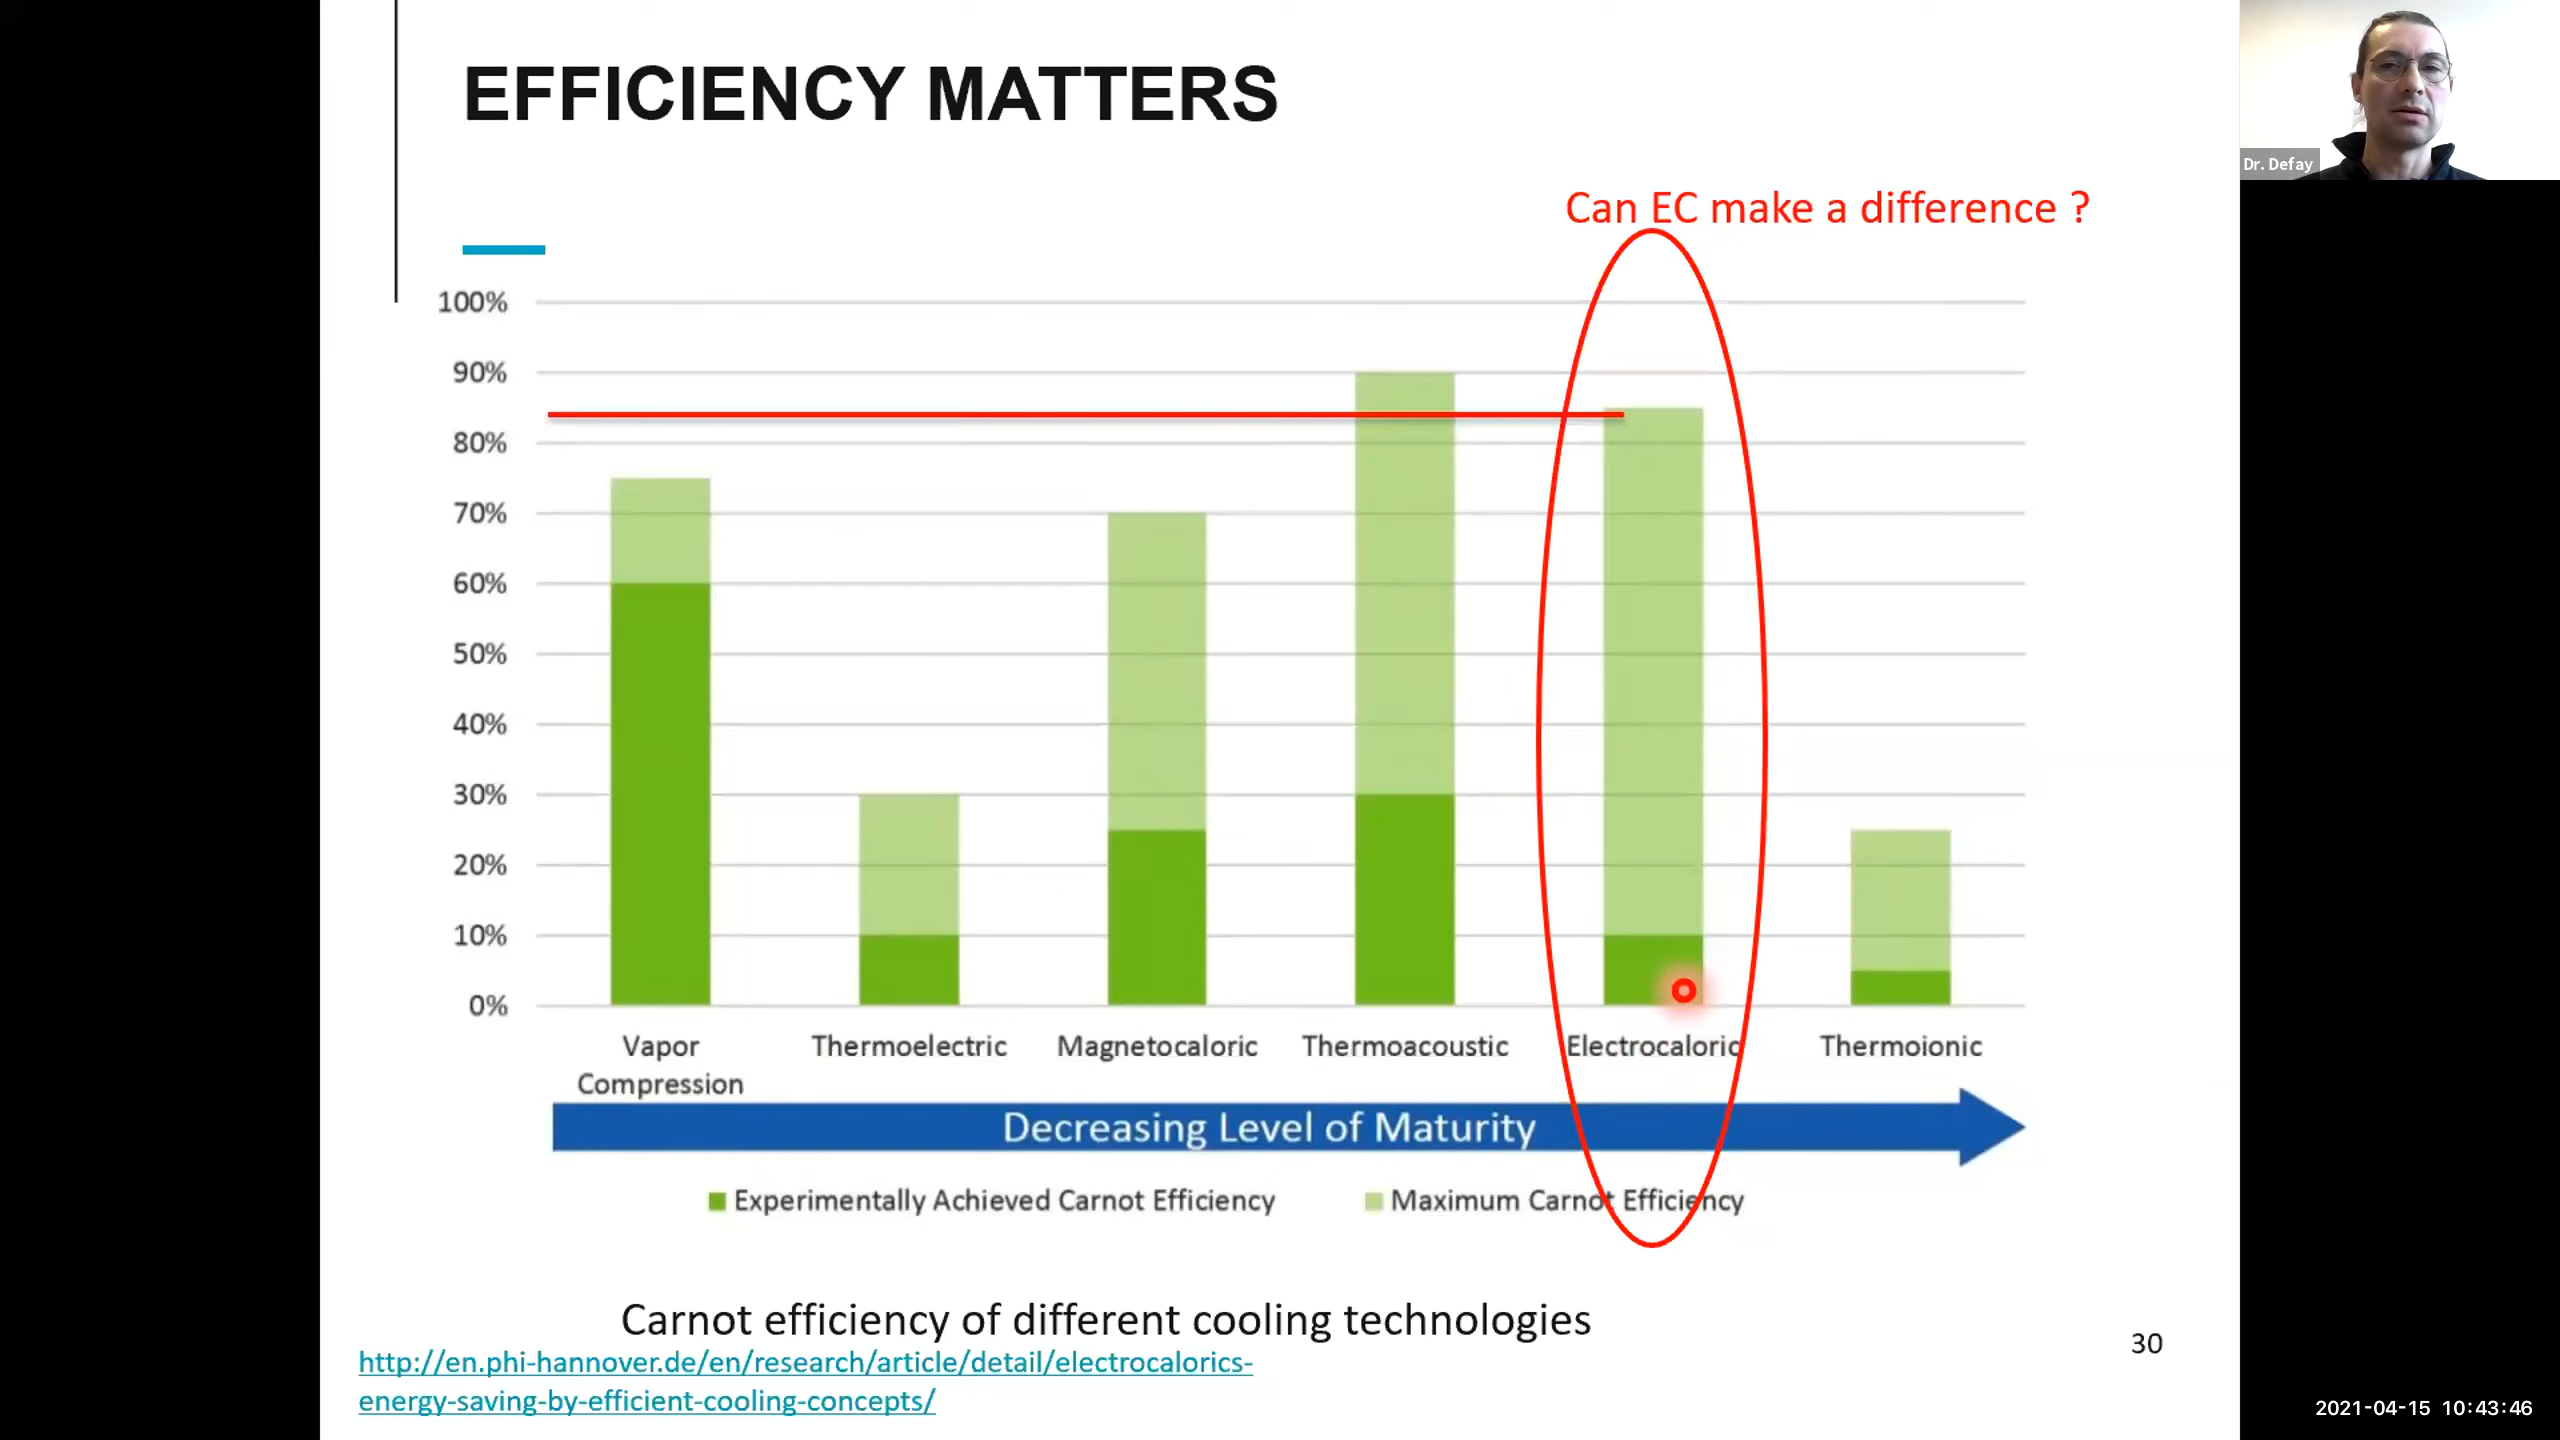 EFFICIENCY MATTERS
Dr. Defay
Can EC make a difference ?
100%
90%
80%
70%
60%
50%
40%
30%
20%
10%
0%
Vapor
Compression
Thermoelectric
Magnetocaloric
Thermoacoustic
Electrocaloric
Thermoionic
Decreasing Level of Maturity
Experimentally Achieved Carnot Efficiency
Maximum Carnot Efficiency
Carnot efficiency of different cooling technologies
http://en.phi-hannover.de/en/research/article/detail/electrocalorics-
energy-saving-by-efficient-cooling-concepts/
30
2021-04-15 10:43:46